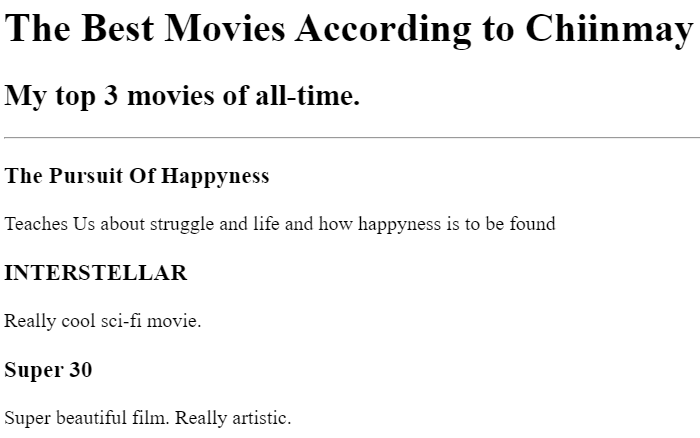 The Best Movies According to Chiinmay
My top 3 movies of all-time.
The Pursuit Of Happyness
Teaches Us about struggle and life and how happyness is to be found
INTERSTELLAR
Really cool sci-fi movie.
Super 30
Super beautiful film. Really artistic.